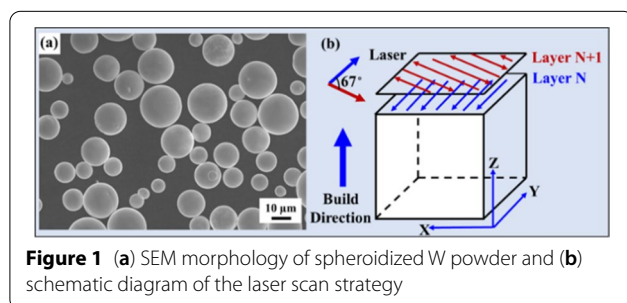 (a)
10 μm
(b)
Laser
67°
Layer N+1
Layer N
Build
Direction
Z
Y
X
Figure 1 (a) SEM morphology of spheroidized W powder and (b)
schematic diagram of the laser scan strategy